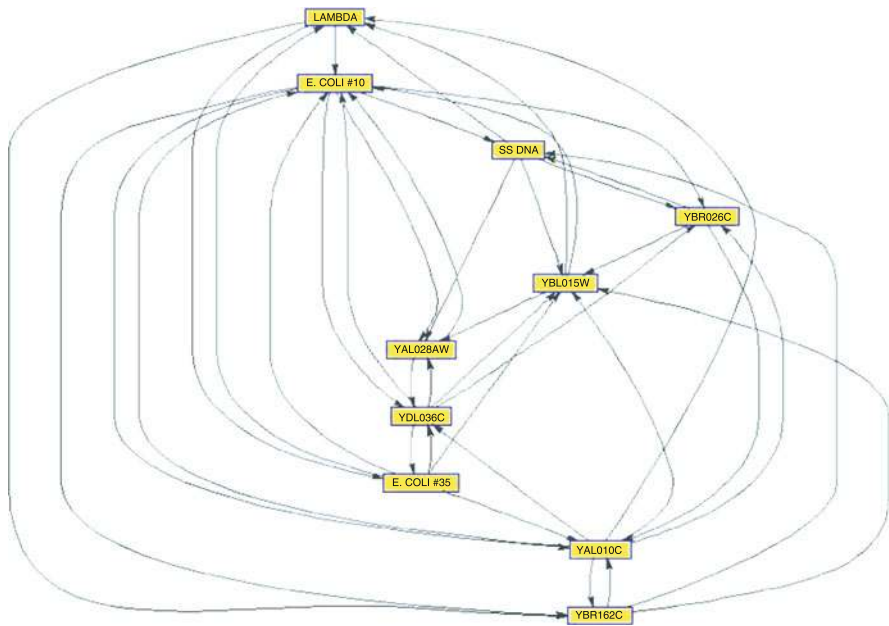 LAMBDA
E. COLI #10
SS DNA
YBR026C
YBL015W
YAL028AW
YDL036C
E. COLI #35
YAL010C
YBR162C